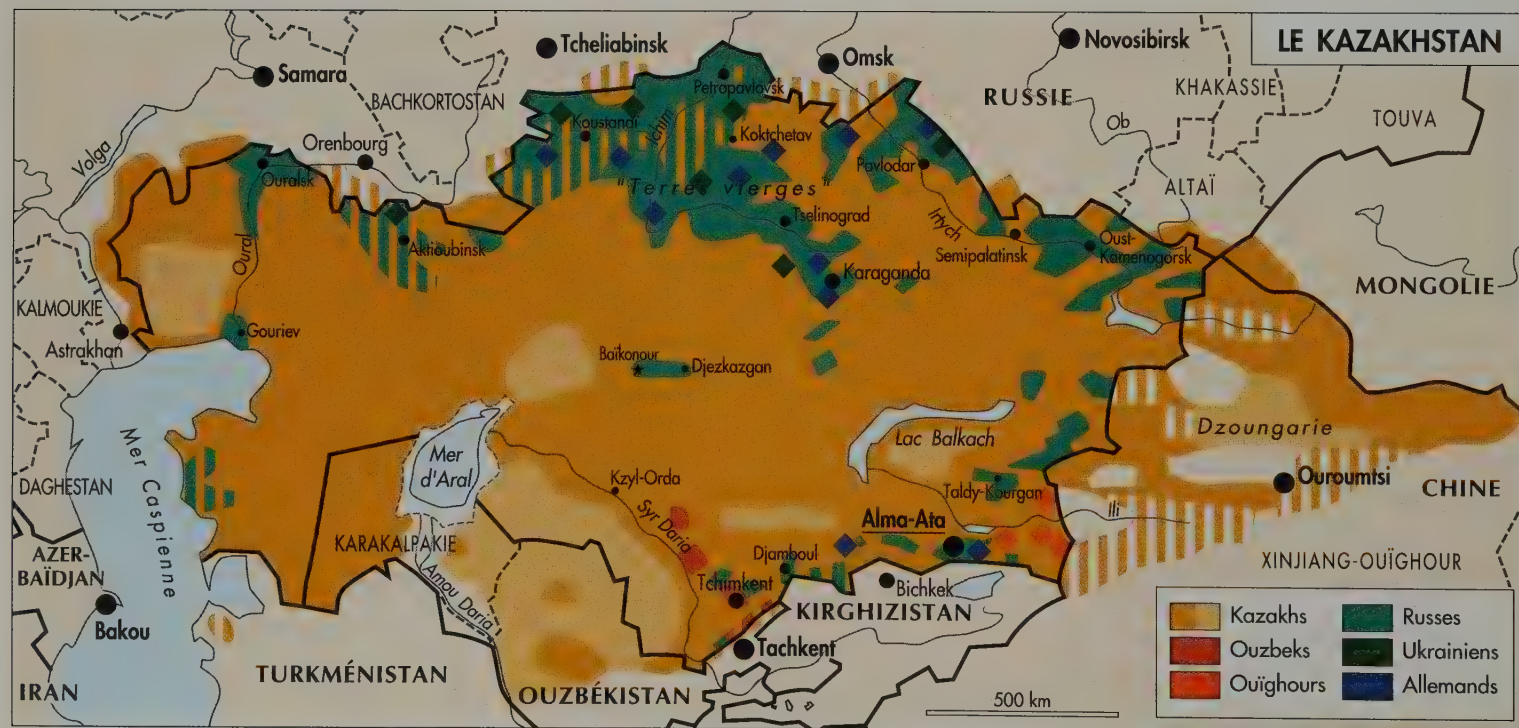 LE KAZAKHSTAN
Tcheliabinsk
Omsk
Novosibirsk
Samara
BACHKORTOSTAN
Petropavlovsk
RUSSIE
KHAKASSIE
TOUVA
Ob
Volga
Orenbourg
Koustanaï
Ichim
Koktchetav
Pavlodar
ALTAÏ
Ouralsk
"Terres vierges"
Oural
Aktioubinsk
Tselinograd
Irtych
Semipalatinsk
Oust-
Kamenogorsk
Karaganda
MONGOLIE
KALMOUKIE
Astrakhan
Gouriev
Baïkonour
Djezkazgan
Mer Caspienne
Mer
d'Aral
Lac Balkach
Dzoungarie
DAGHESTAN
Kzyl-Orda
Taldy-Kourgan
Ouroumtsi
CHINE
Syr Daria
Alma-Ata
Ili
AZER-
BAÏDJAN
KARAKALPAKIE
Djamboul
XINJIANG-OUÏGHOUR
Amou Daria
Tchimkent
Bichkek
KIRGHIZISTAN
Bakou
Tachkent
TURKMÉNISTAN
OUZBÉKISTAN
IRAN
500 km
Kazakhs
Russes
Ouzbeks
Ukrainiens
Ouïghours
Allemands